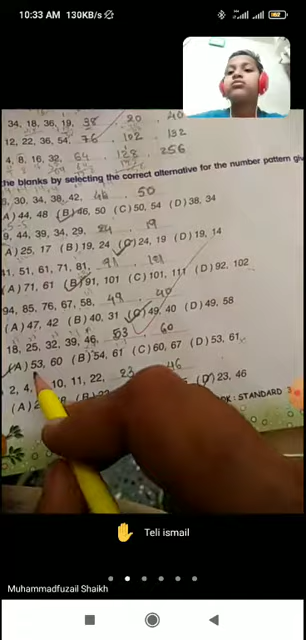 10:33 AM 130KB/s
34, 18, 36, 19, 38 20 40
12, 22, 36, 54, 76 132
4, 8, 16, 32, 64 128 256
the blanks by selecting the correct alternative for the number pattern
30, 34, 38, 42, 46 50
A) 44, 48 (B) 46, 50 (C) 50, 54 (D) 38, 34
44, 39, 34, 29, 24 19
A) 25, 17 (B) 19, 24 (C) 24, 19 (D) 19, 14
41, 51, 61, 71, 81, 91 101
(A) 71, 61 (B) 91, 101 (C) 101, 111 (D) 92, 102
94, 85, 76, 67, 58, 49 40
(A) 47, 42 (B) 40, 31 (C) 49, 40 (D) 49, 58
18, 25, 32, 39, 46, 53 60
(A) 53, 60 (B) 54, 61 (C) 60, 67 (D) 53, 61
2, 4, 10, 11, 22, 23 46
(A) (B) (D) 23, 46
OK: STANDARD 3
Teli ismail
Muhammadfuzail Shaikh